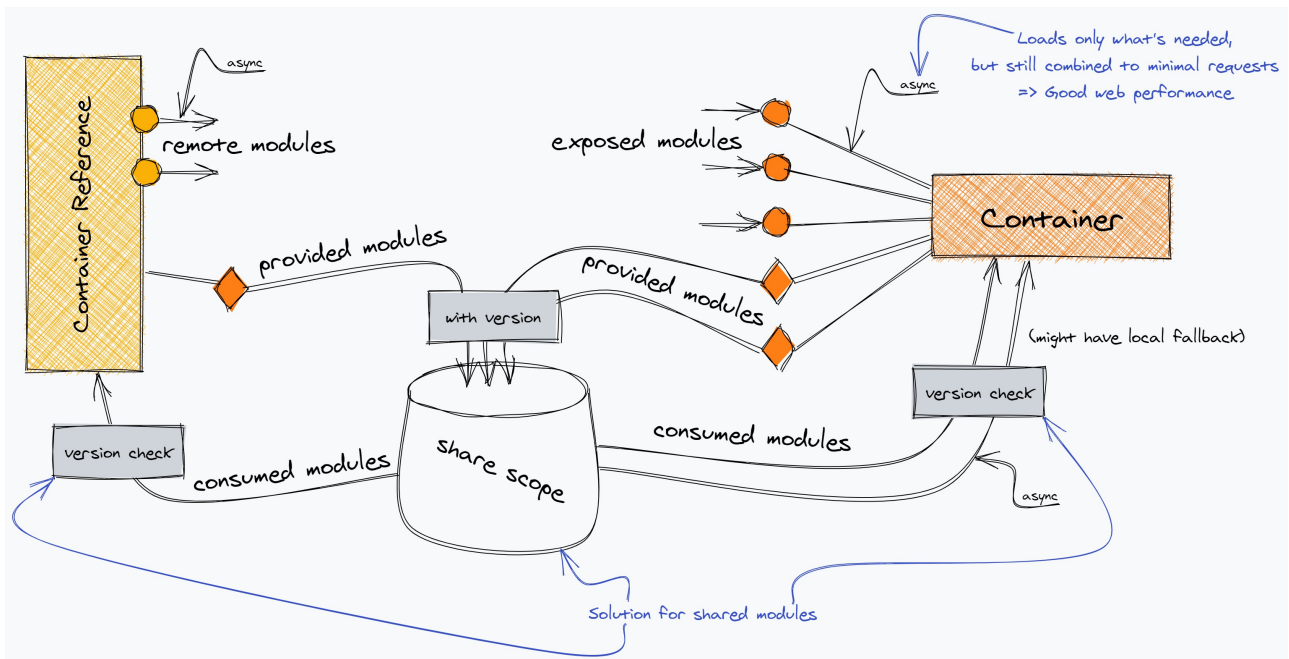 async
Loads only what's needed,
but still combined to minimal requests
=> Good web performance
async
Container Reference
remote modules
exposed modules
Container
provided modules
provided modules
with version
(might have local fallback)
version check
version check
consumed modules
share scope
consumed modules
async
Solution for shared modules